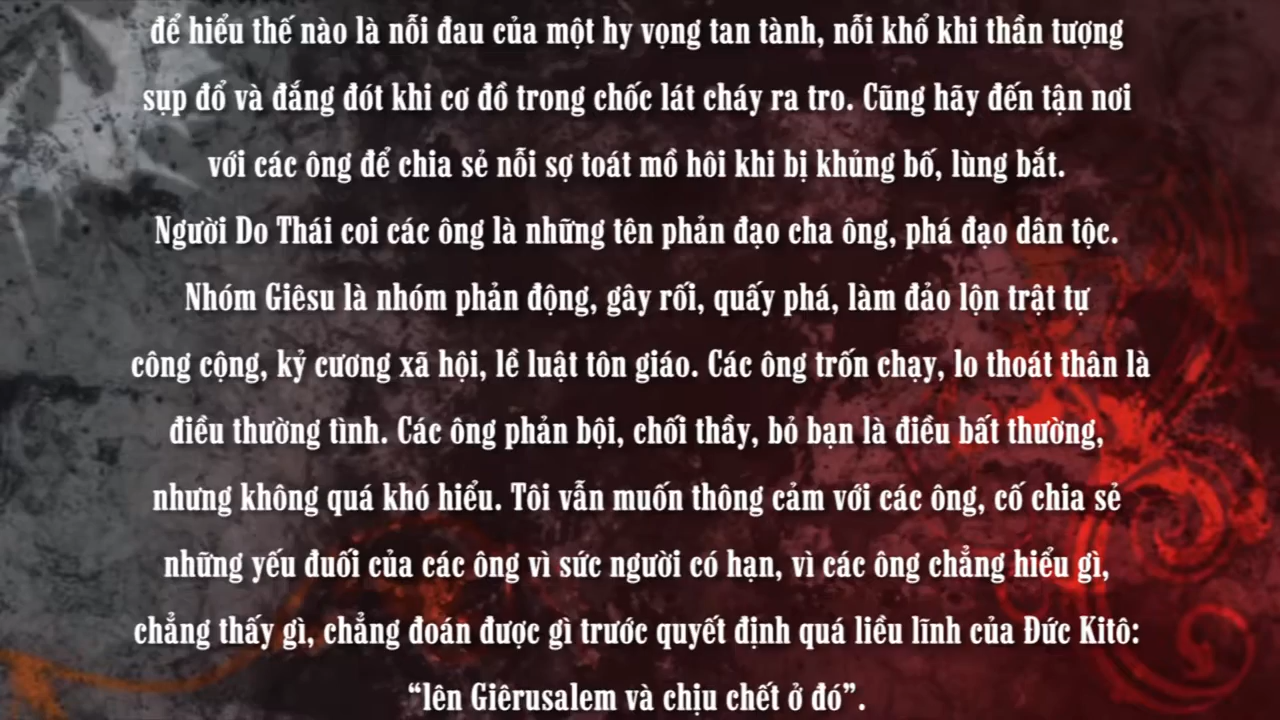 để hiểu thế nào là nỗi đau của một hy vọng tan tành, nỗi khổ khi thần tượng
sụp đổ và đắng đót khi cơ đồ trong chốc lát cháy ra tro. Cũng hãy đến tận nơi
với các ông để chia sẻ nỗi sợ toát mồ hôi khi bị khủng bố, lùng bắt.
Người Do Thái coi các ông là những tên phản đạo cha ông, phá đạo dân tộc.
Nhóm Giêsu là nhóm phản động, gây rối, quấy phá, làm đảo lộn trật tự
công cộng, kỷ cương xã hội, lề luật tôn giáo. Các ông trốn chạy, lo thoát thân là
điều thường tình. Các ông phản bội, chối thầy, bỏ bạn là điều bất thường,
nhưng không quá khó hiểu. Tôi vẫn muốn thông cảm với các ông, cố chia sẻ
những yếu đuối của các ông vì sức người có hạn, vì các ông chẳng hiểu gì,
chẳng thấy gì, chẳng đoán được gì trước quyết định quá liều lĩnh của Đức Kitô:
“lên Giêrusalem và chịu chết ở đó”.